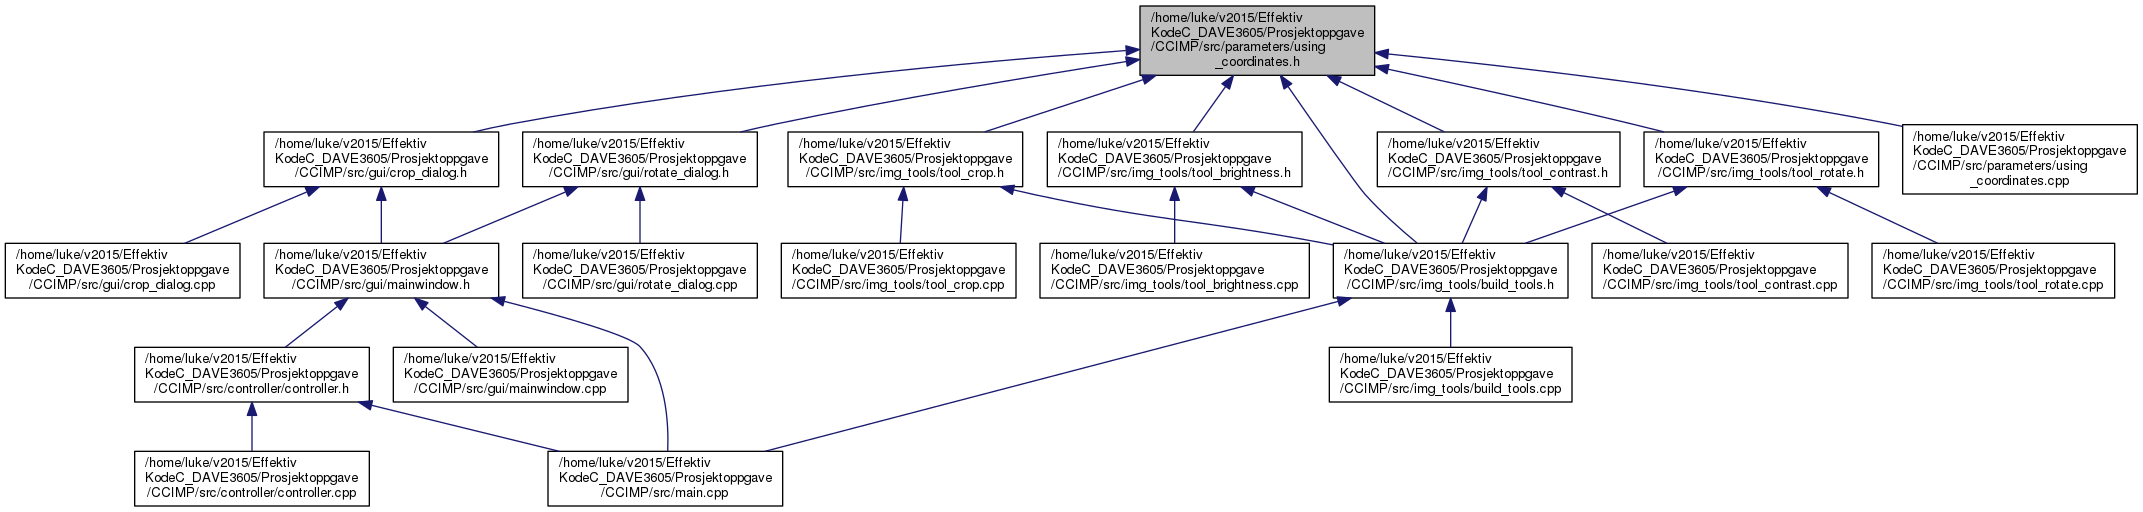 /home/luke/v2015/Effektiv
KodeC_DAVE3605/Prosjektoppgave
/CCIMP/src/parameters/using
_coordinates.h
/home/luke/v2015/Effektiv
KodeC_DAVE3605/Prosjektoppgave
/CCIMP/src/gui/crop_dialog.h
/home/luke/v2015/Effektiv
KodeC_DAVE3605/Prosjektoppgave
/CCIMP/src/gui/rotate_dialog.h
/home/luke/v2015/Effektiv
KodeC_DAVE3605/Prosjektoppgave
/CCIMP/src/img_tools/tool_crop.h
/home/luke/v2015/Effektiv
KodeC_DAVE3605/Prosjektoppgave
/CCIMP/src/img_tools/tool_brightness.h
/home/luke/v2015/Effektiv
KodeC_DAVE3605/Prosjektoppgave
/CCIMP/src/img_tools/tool_contrast.h
/home/luke/v2015/Effektiv
KodeC_DAVE3605/Prosjektoppgave
/CCIMP/src/img_tools/tool_rotate.h
/home/luke/v2015/Effektiv
KodeC_DAVE3605/Prosjektoppgave
/CCIMP/src/parameters/using
_coordinates.cpp
/home/luke/v2015/Effektiv
KodeC_DAVE3605/Prosjektoppgave
/CCIMP/src/gui/crop_dialog.cpp
/home/luke/v2015/Effektiv
KodeC_DAVE3605/Prosjektoppgave
/CCIMP/src/gui/mainwindow.h
/home/luke/v2015/Effektiv
KodeC_DAVE3605/Prosjektoppgave
/CCIMP/src/gui/rotate_dialog.cpp
/home/luke/v2015/Effektiv
KodeC_DAVE3605/Prosjektoppgave
/CCIMP/src/img_tools/tool_crop.cpp
/home/luke/v2015/Effektiv
KodeC_DAVE3605/Prosjektoppgave
/CCIMP/src/img_tools/tool_brightness.cpp
/home/luke/v2015/Effektiv
KodeC_DAVE3605/Prosjektoppgave
/CCIMP/src/img_tools/build_tools.h
/home/luke/v2015/Effektiv
KodeC_DAVE3605/Prosjektoppgave
/CCIMP/src/img_tools/tool_contrast.cpp
/home/luke/v2015/Effektiv
KodeC_DAVE3605/Prosjektoppgave
/CCIMP/src/img_tools/tool_rotate.cpp
/home/luke/v2015/Effektiv
KodeC_DAVE3605/Prosjektoppgave
/CCIMP/src/controller/controller.h
/home/luke/v2015/Effektiv
KodeC_DAVE3605/Prosjektoppgave
/CCIMP/src/gui/mainwindow.cpp
/home/luke/v2015/Effektiv
KodeC_DAVE3605/Prosjektoppgave
/CCIMP/src/img_tools/build_tools.cpp
/home/luke/v2015/Effektiv
KodeC_DAVE3605/Prosjektoppgave
/CCIMP/src/controller/controller.cpp
/home/luke/v2015/Effektiv
KodeC_DAVE3605/Prosjektoppgave
/CCIMP/src/main.cpp